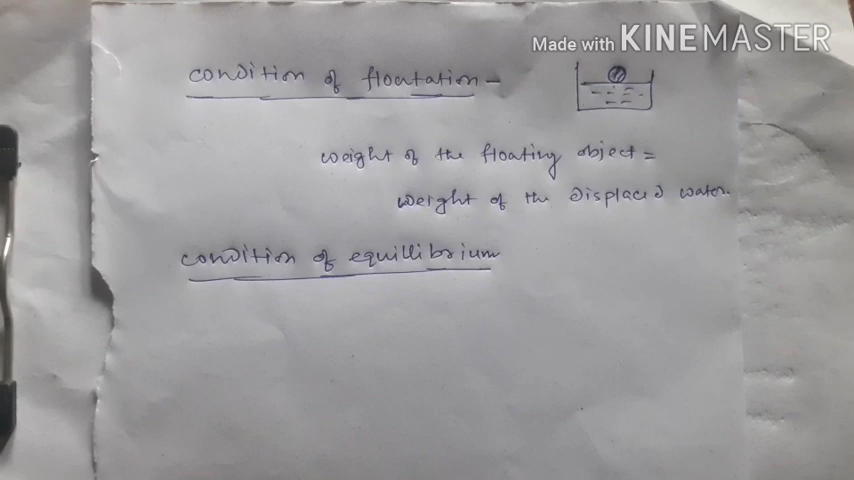 Made with KINEMASTER
condition of floatation -
weight of the floating object =
weight of the displaced water.
condition of equillibrium